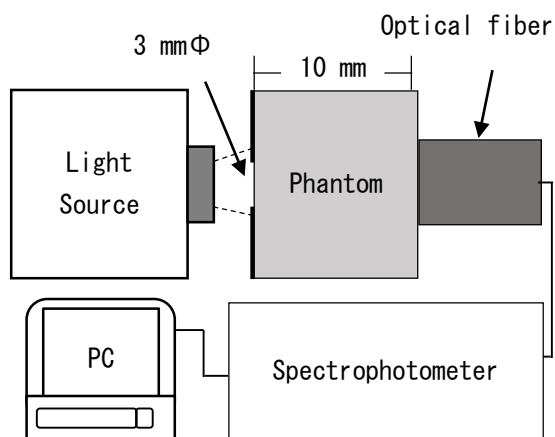 Optical fiber
3 mmΦ
10 mm
Light
Source
Phantom
PC
Spectrophotometer